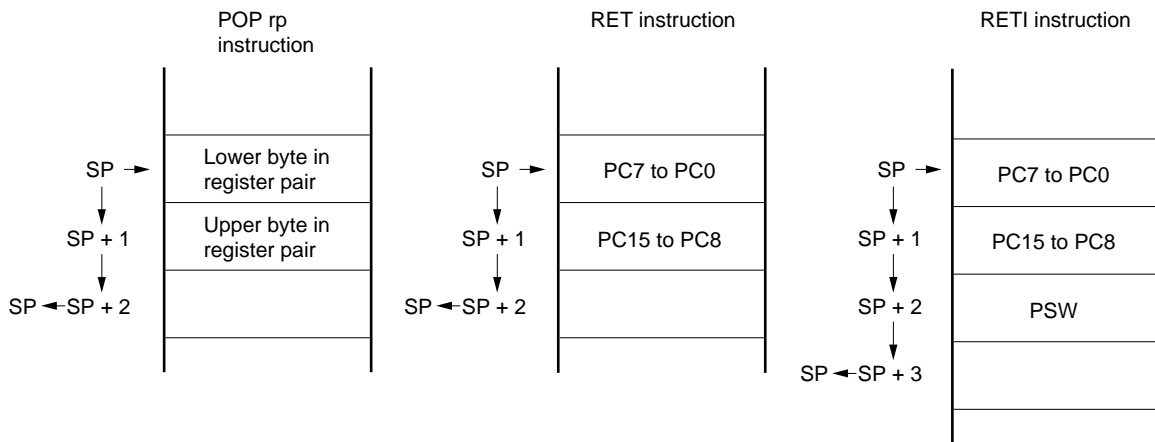 POP rp
instruction
SP
Lower byte in
register pair
SP + 1
Upper byte in
register pair
SP
SP + 2
RET instruction
SP
PC7 to PC0
SP + 1
PC15 to PC8
SP
SP + 2
RETI instruction
SP
PC7 to PC0
SP + 1
PC15 to PC8
SP + 2
PSW
SP
SP + 3